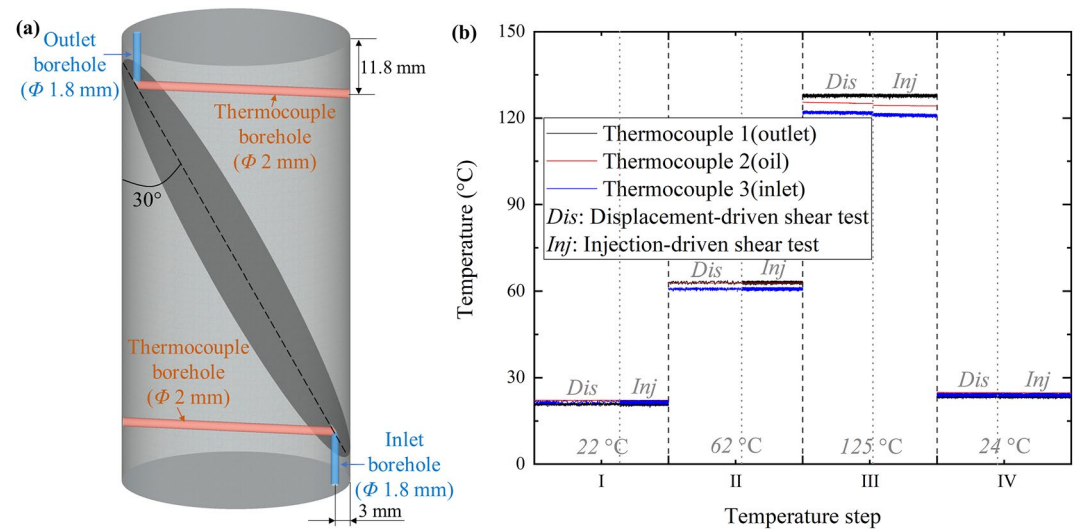 (a)
Outlet
borehole
(Φ 1.8 mm)
11.8 mm
Thermocouple
borehole
(Φ 2 mm)
30°
Thermocouple
borehole
(Φ 2 mm)
Inlet
borehole
(Φ 1.8 mm)
3 mm
(b)
150
120
90
60
30
0
Temperature (°C)
Dis
Inj
Thermocouple 1(outlet)
Thermocouple 2(oil)
Thermocouple 3(inlet)
Dis: Displacement-driven shear test
Inj: Injection-driven shear test
Dis
Inj
Dis
Inj
Dis
Inj
22 °C
62 °C
125 °C
24 °C
I
II
III
IV
Temperature step